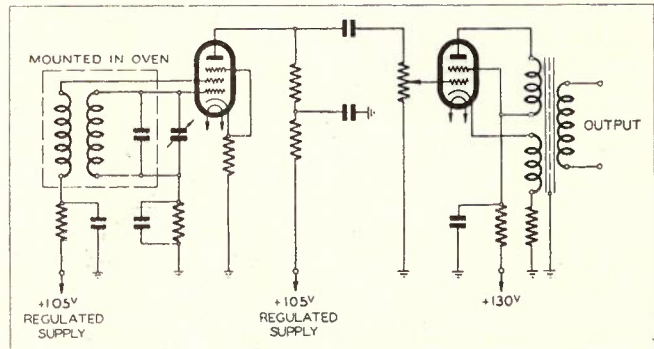 MOUNTED IN OVEN
OUTPUT
+105V
REGULATED
SUPPLY
+105V
REGULATED
SUPPLY
+130V